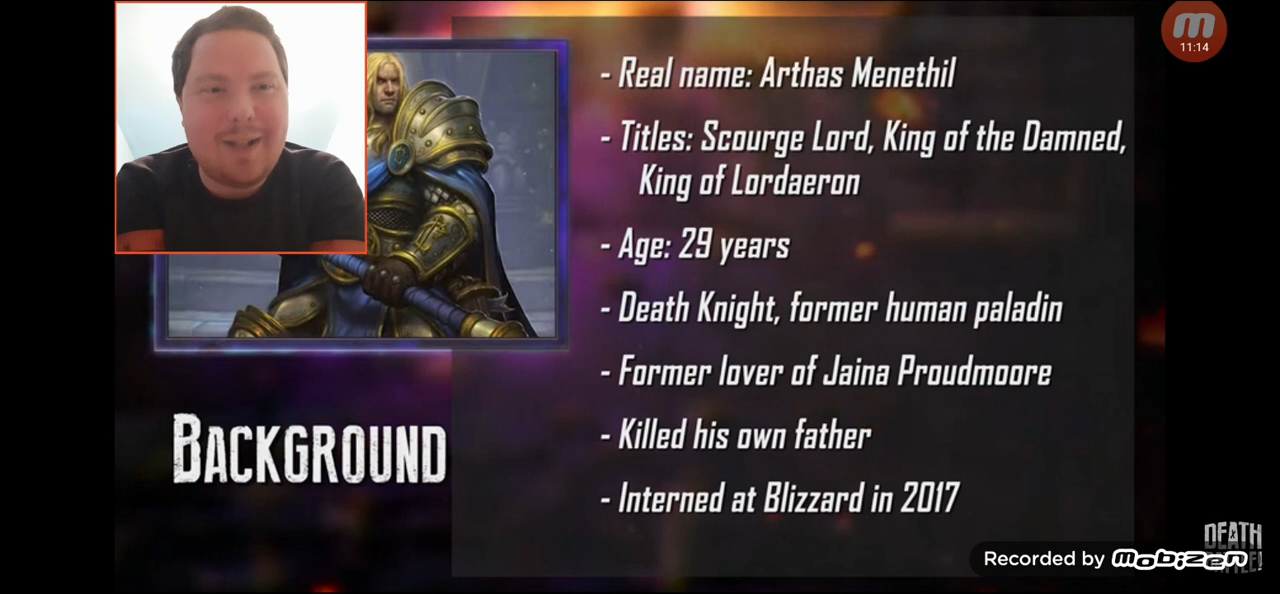 11:14
- Real name: Arthas Menethil
- Titles: Scourge Lord, King of the Damned,
King of Lordaeron
- Age: 29 years
- Death Knight, former human paladin
- Former lover of Jaina Proudmoore
- Killed his own father
- Interned at Blizzard in 2017
BACKGROUND
DEATH
Recorded by Mobizen